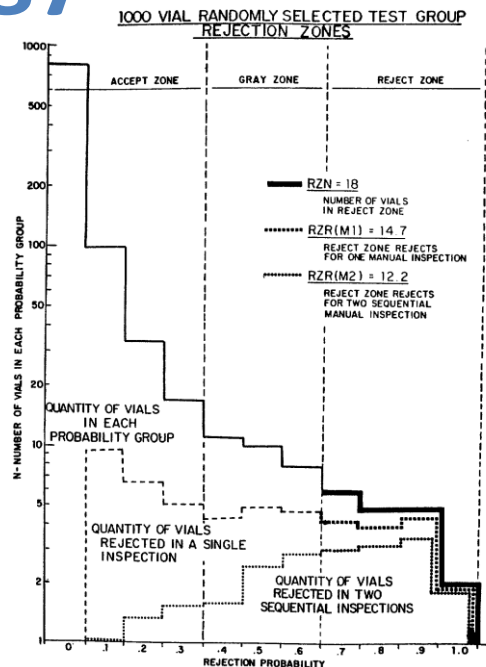 37
1000 VIAL RANDOMLY SELECTED TEST GROUP
REJECTION ZONES
1000
500
200
100
50
20
10
5
2
1
N-NUMBER OF VIALS IN EACH PROBABILITY GROUP
ACCEPT ZONE
GRAY ZONE
REJECT ZONE
RZN = 18
NUMBER OF VIALS
IN REJECT ZONE
RZR(M1) = 14.7
REJECT ZONE REJECTS
FOR ONE MANUAL INSPECTION
RZR(M2) = 12.2
REJECT ZONE REJECTS
FOR TWO SEQUENTIAL
MANUAL INSPECTION
QUANTITY OF VIALS
IN EACH
PROBABILITY GROUP
QUANTITY OF VIALS
REJECTED IN A SINGLE
INSPECTION
QUANTITY OF VIALS
REJECTED IN TWO
SEQUENTIAL INSPECTIONS
0 .1 .2 .3 .4 .5 .6 .7 .8 .9 1.0
REJECTION PROBABILITY